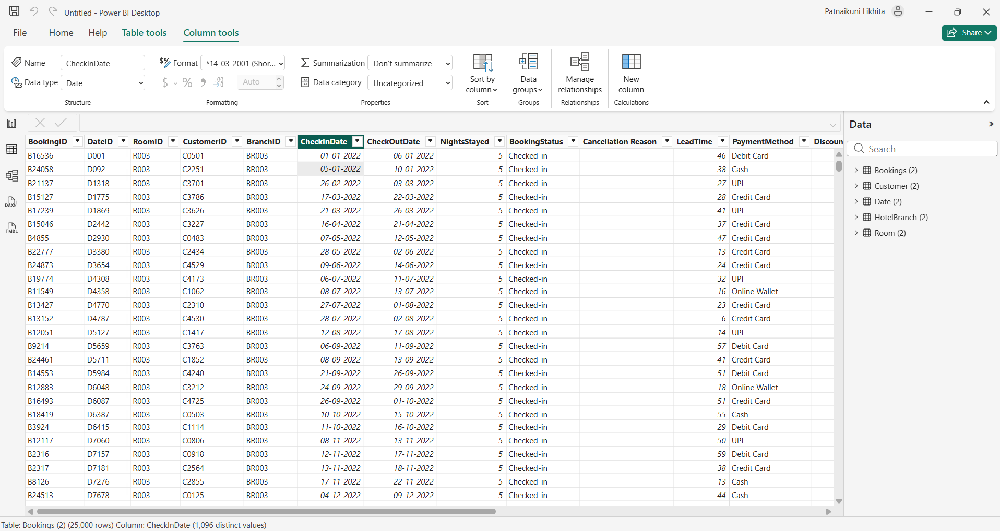 Untitled - Power BI Desktop
Patnaikuni Likhita
File Home Help Table tools Column tools
Share
Name CheckInDate
Format *14-03-2001 (Shor...
Summarization Don't summarize
Data type Date
$ % 9 .00 Auto
Data category Uncategorized
Sort by column
Data groups
Manage relationships
New column
Structure Formatting Properties Sort Groups Relationships Calculations
Data
Search
Bookings (2)
Customer (2)
Date (2)
HotelBranch (2)
Room (2)
DAX
TMDL
BookingID DateID RoomID CustomerID BranchID CheckInDate CheckOutDate NightsStayed BookingStatus Cancellation Reason LeadTime PaymentMethod Discoun
B16536 D001 R003 C0501 BR003 01-01-2022 06-01-2022 5 Checked-in 46 Debit Card
B24058 D092 R003 C2251 BR003 05-01-2022 10-01-2022 5 Checked-in 38 Cash
B21137 D1318 R003 C3701 BR003 26-02-2022 03-03-2022 5 Checked-in 27 UPI
B15127 D1775 R003 C3786 BR003 17-03-2022 22-03-2022 5 Checked-in 28 Credit Card
B17239 D1869 R003 C3626 BR003 21-03-2022 26-03-2022 5 Checked-in 41 UPI
B15046 D2442 R003 C3227 BR003 16-04-2022 21-04-2022 5 Checked-in 37 Credit Card
B4855 D2930 R003 C0483 BR003 07-05-2022 12-05-2022 5 Checked-in 47 Credit Card
B22777 D3380 R003 C2434 BR003 28-05-2022 02-06-2022 5 Checked-in 13 Credit Card
B24873 D3654 R003 C4529 BR003 09-06-2022 14-06-2022 5 Checked-in 24 Credit Card
B19774 D4308 R003 C4173 BR003 06-07-2022 11-07-2022 5 Checked-in 32 UPI
B11549 D4358 R003 C1062 BR003 08-07-2022 13-07-2022 5 Checked-in 16 Online Wallet
B13427 D4770 R003 C2310 BR003 27-07-2022 01-08-2022 5 Checked-in 23 Credit Card
B13152 D4787 R003 C4530 BR003 28-07-2022 02-08-2022 5 Checked-in 6 Credit Card
B12051 D5127 R003 C1417 BR003 12-08-2022 17-08-2022 5 Checked-in 14 UPI
B9214 D5659 R003 C3763 BR003 06-09-2022 11-09-2022 5 Checked-in 57 Debit Card
B24461 D5711 R003 C1852 BR003 08-09-2022 13-09-2022 5 Checked-in 41 Credit Card
B14553 D5984 R003 C4240 BR003 21-09-2022 26-09-2022 5 Checked-in 51 Debit Card
B12883 D6048 R003 C3212 BR003 24-09-2022 29-09-2022 5 Checked-in 18 Online Wallet
B16493 D6087 R003 C4725 BR003 26-09-2022 01-10-2022 5 Checked-in 51 Credit Card
B18419 D6387 R003 C0503 BR003 10-10-2022 15-10-2022 5 Checked-in 55 Cash
B3924 D6415 R003 C1114 BR003 11-10-2022 16-10-2022 5 Checked-in 29 Debit Card
B12117 D7060 R003 C0806 BR003 08-11-2022 13-11-2022 5 Checked-in 50 UPI
B2316 D7157 R003 C0918 BR003 12-11-2022 17-11-2022 5 Checked-in 59 Debit Card
B2317 D7181 R003 C2564 BR003 13-11-2022 18-11-2022 5 Checked-in 38 Credit Card
B8126 D7276 R003 C2855 BR003 17-11-2022 22-11-2022 5 Checked-in 13 Cash
B24513 D7678 R003 C0125 BR003 04-12-2022 09-12-2022 5 Checked-in 44 Cash
Table: Bookings (2) (25,000 rows) Column: CheckInDate (1,096 distinct values)